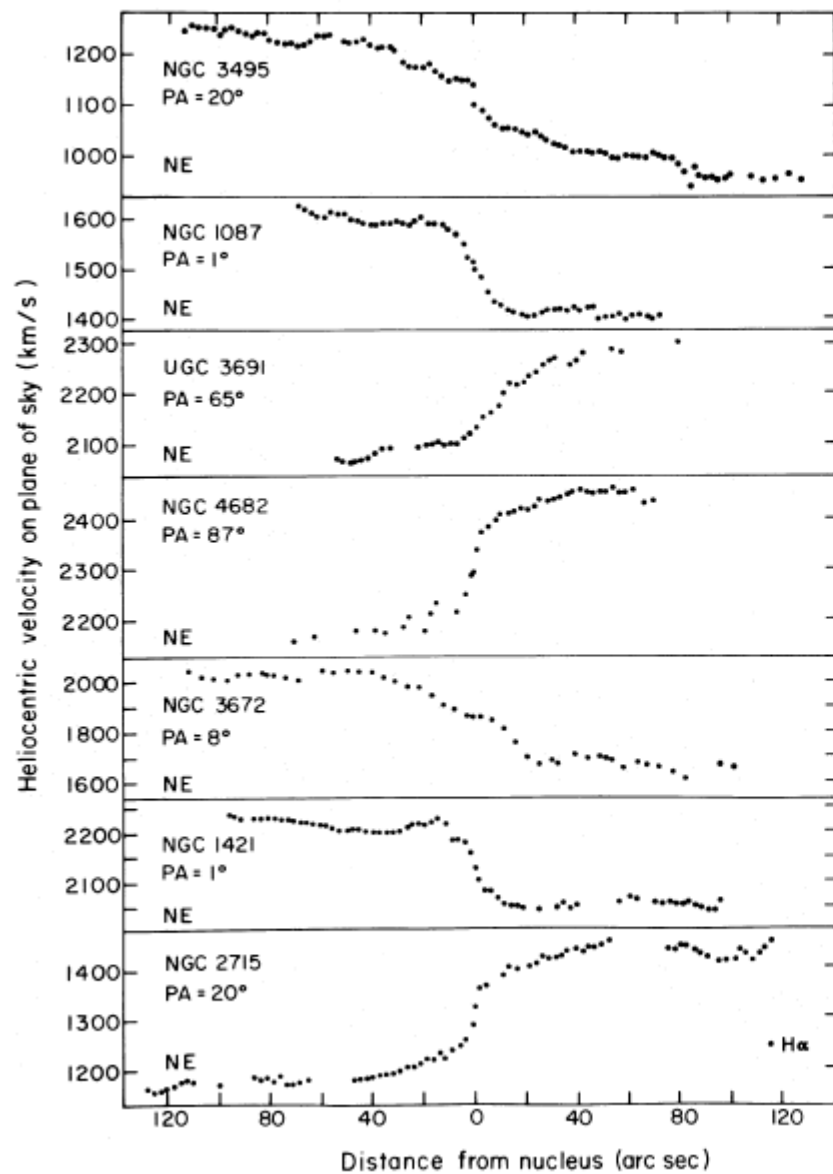 Heliocentric velocity on plane of sky (km/s)
1200
1100
1000
NGC 3495
PA = 20°
NE
1600
1500
1400
NGC 1087
PA = 1°
NE
2300
2200
2100
UGC 3691
PA = 65°
NE
2400
2300
2200
NGC 4682
PA = 87°
NE
2000
1800
1600
NGC 3672
PA = 8°
NE
2200
2100
NGC 1421
PA = 1°
NE
1400
1300
1200
NGC 2715
PA = 20°
NE
• Hα
120 80 40 0 40 80 120
Distance from nucleus (arc sec)